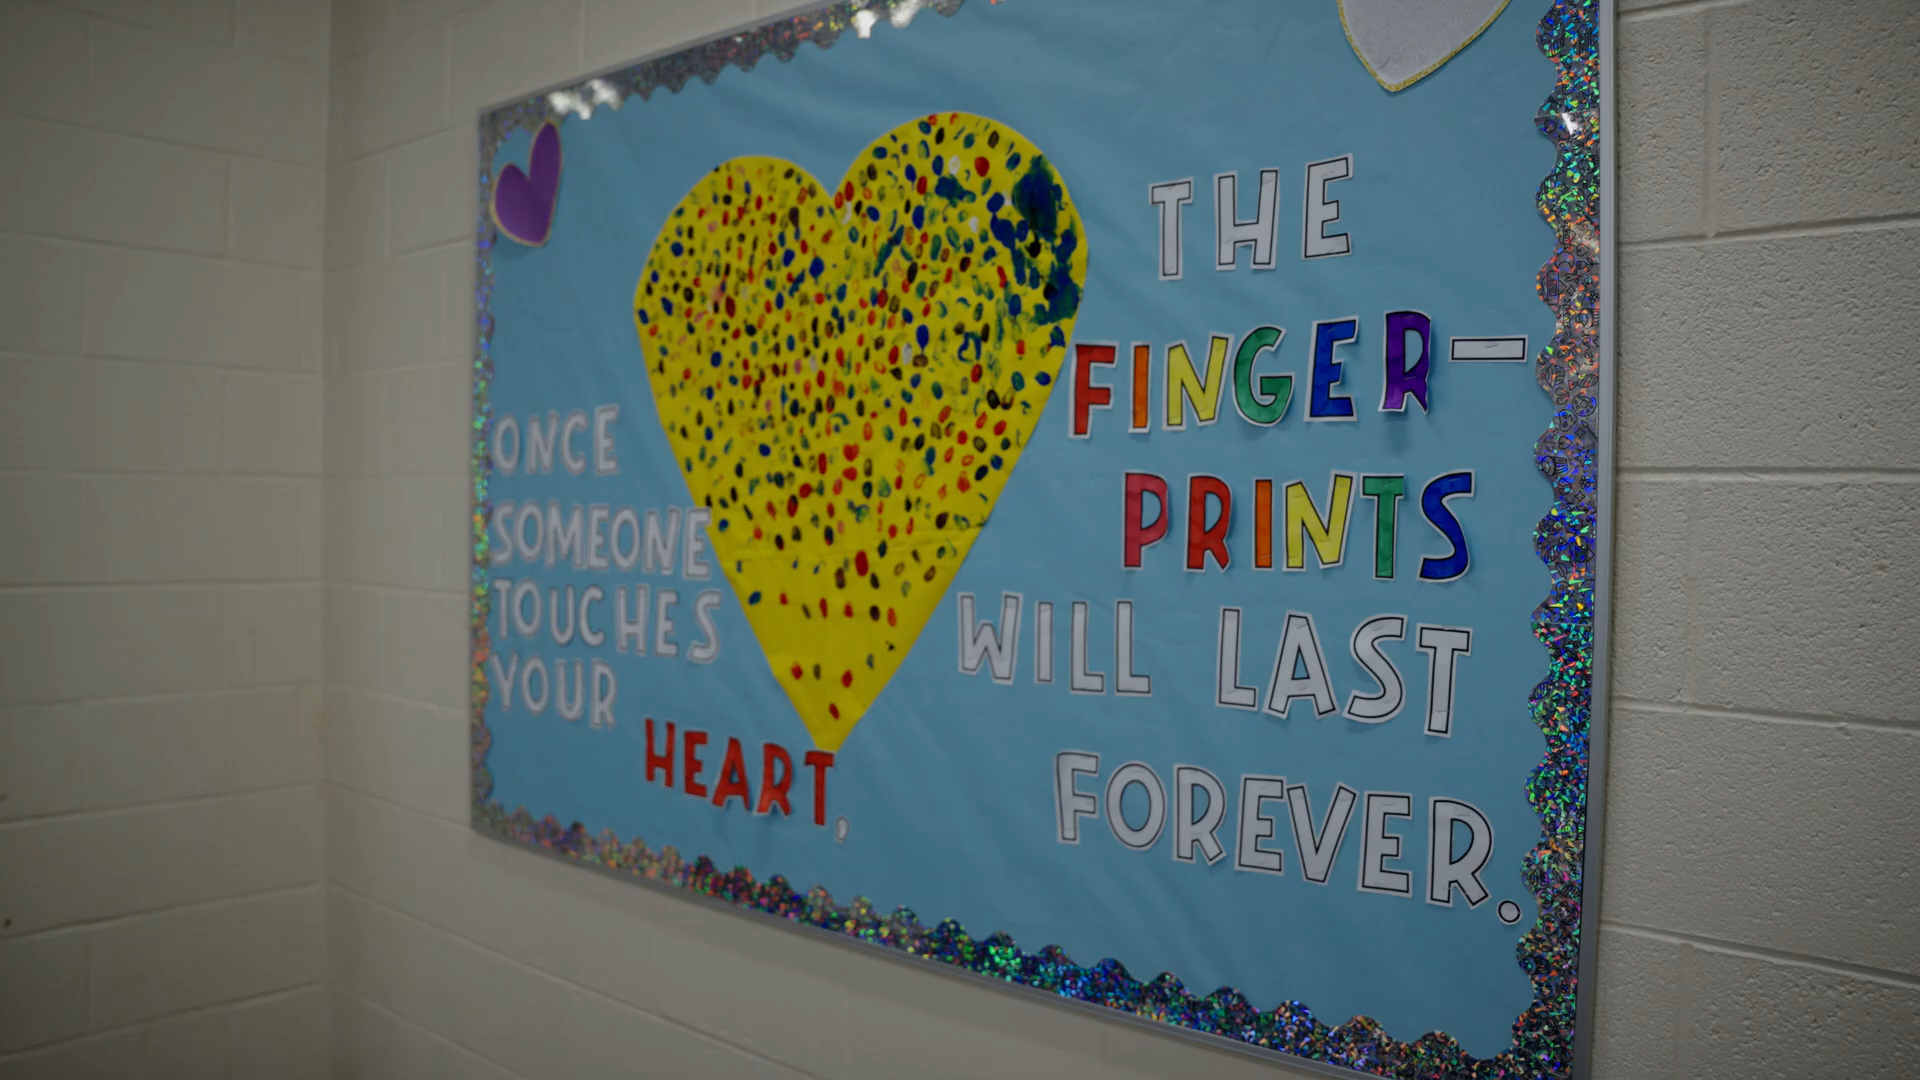 ONCE
SOMEONE
TOUCHES
YOUR
HEART,
THE
FINGER-
PRINTS
WILL LAST
FOREVER.